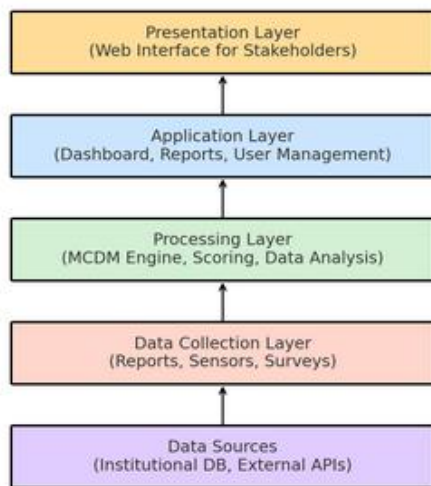 Presentation Layer
(Web Interface for Stakeholders)
Application Layer
(Dashboard, Reports, User Management)
Processing Layer
(MCDM Engine, Scoring, Data Analysis)
Data Collection Layer
(Reports, Sensors, Surveys)
Data Sources
(Institutional DB, External APIs)